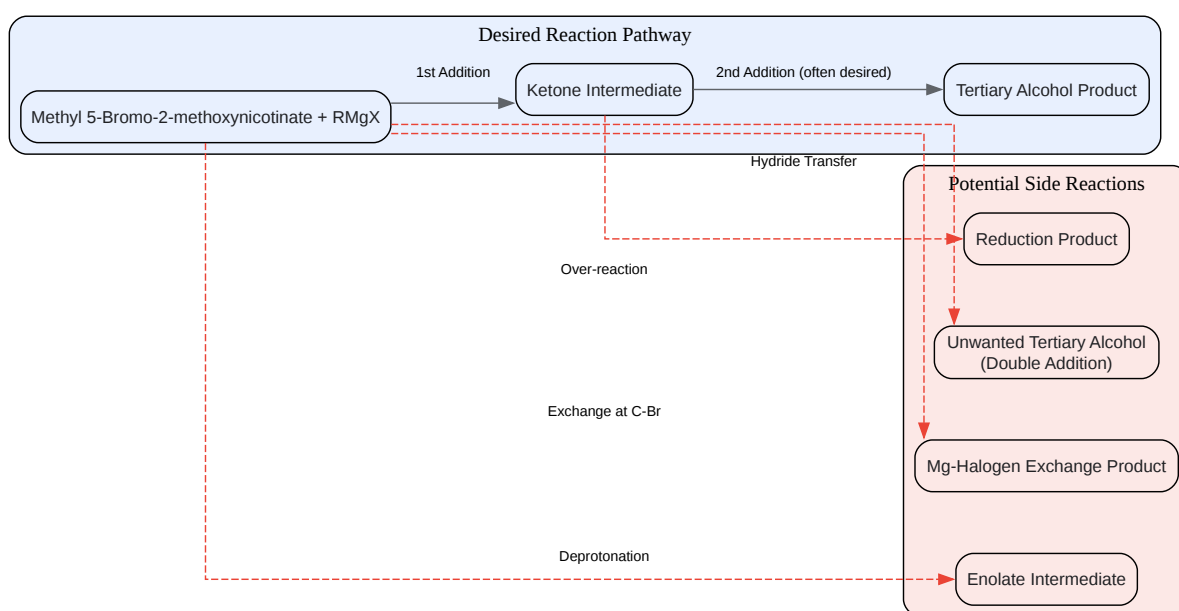 Desired Reaction Pathway
1st Addition
2nd Addition (often desired)
Ketone Intermediate
Tertiary Alcohol Product
Methyl 5-Bromo-2-methoxynicotinate + RMgX
Hydride Transfer
Potential Side Reactions
Reduction Product
Over-reaction
Unwanted Tertiary Alcohol
(Double Addition)
Exchange at C-Br
Mg-Halogen Exchange Product
Deprotonation
Enolate Intermediate